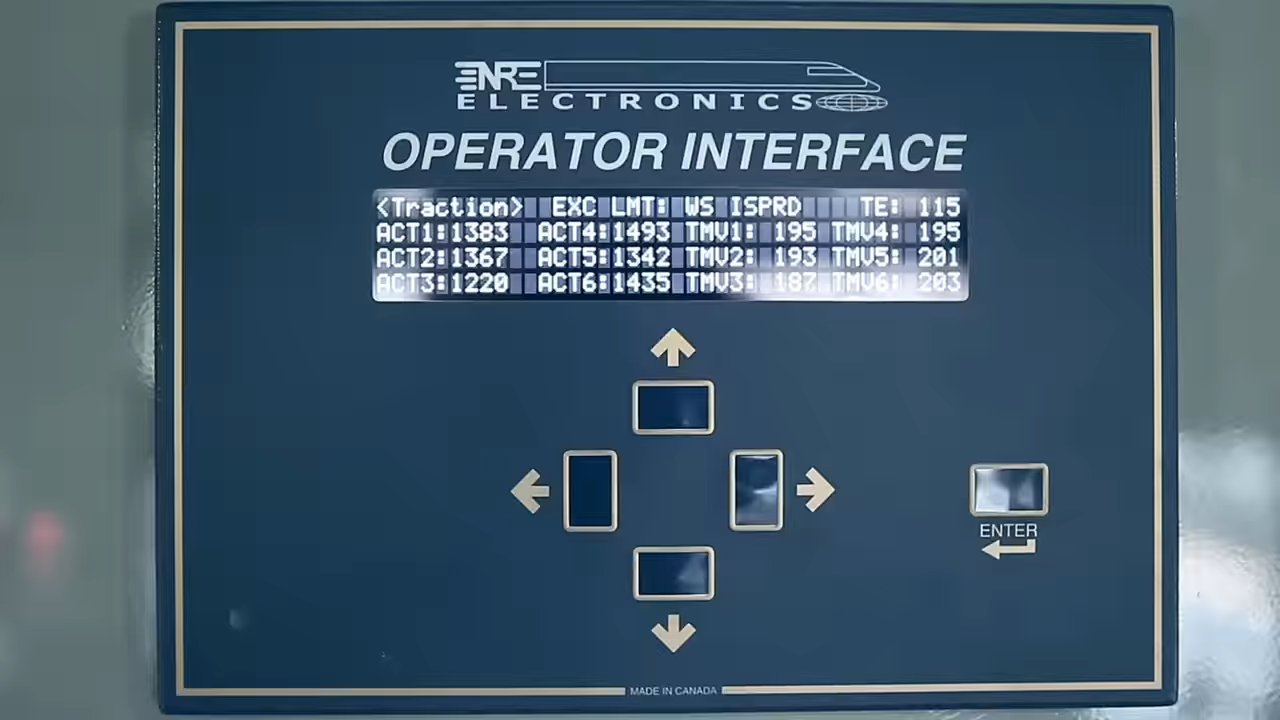 NRE
ELECTRONICS
OPERATOR INTERFACE
<Traction> EXC LMT: WS ISPRD TE: 115
ACT1:1383 ACT4:1493 TMV1: 195 TMV4: 195
ACT2:1367 ACT5:1342 TMV2: 193 TMV5: 201
ACT3:1220 ACT6:1435 TMV3: 187 TMV6: 203
ENTER
MADE IN CANADA